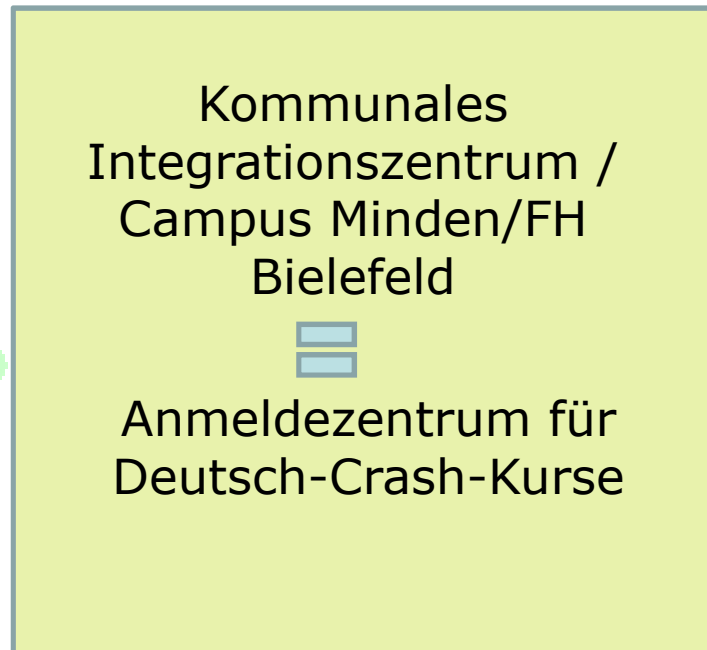 Kommunales
Integrationszentrum /
Campus Minden/FH
Bielefeld
Anmeldezentrum für
Deutsch-Crash-Kurse